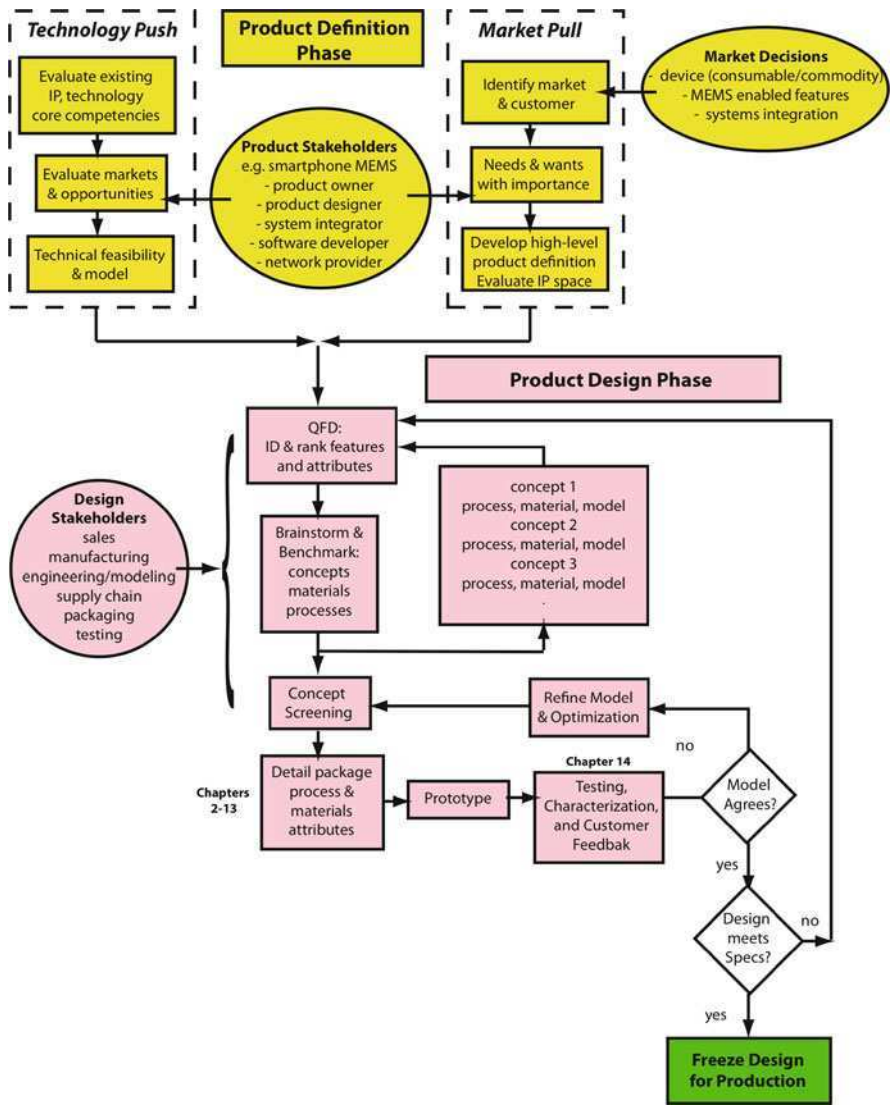 Technology Push
Evaluate existing
IP, technology
core competencies
Evaluate markets
& opportunities
Technical feasibility
& model
Product Definition
Phase
Product Stakeholders
e.g. smartphone MEMS
- product owner
- product designer
- system integrator
- software developer
- network provider
Market Pull
Identify market
& customer
Needs & wants
with importance
Develop high-level
product definition
Evaluate IP space
Market Decisions
- device (consumable/commodity)
- MEMS enabled features
- systems integration
Product Design Phase
QFD:
ID & rank features
and attributes
Design
Stakeholders
sales
manufacturing
engineering/modeling
supply chain
packaging
testing
Brainstorm &
Benchmark:
concepts
materials
processes
concept 1
process, material, model
concept 2
process, material, model
concept 3
process, material, model
.
Concept
Screening
Refine Model
& Optimization
no
Chapters
2-13
Detail package
process &
materials
attributes
Prototype
Chapter 14
Testing,
Characterization,
and Customer
Feedbak
Model
Agrees?
yes
Design
meets
Specs?
no
yes
Freeze Design
for Production